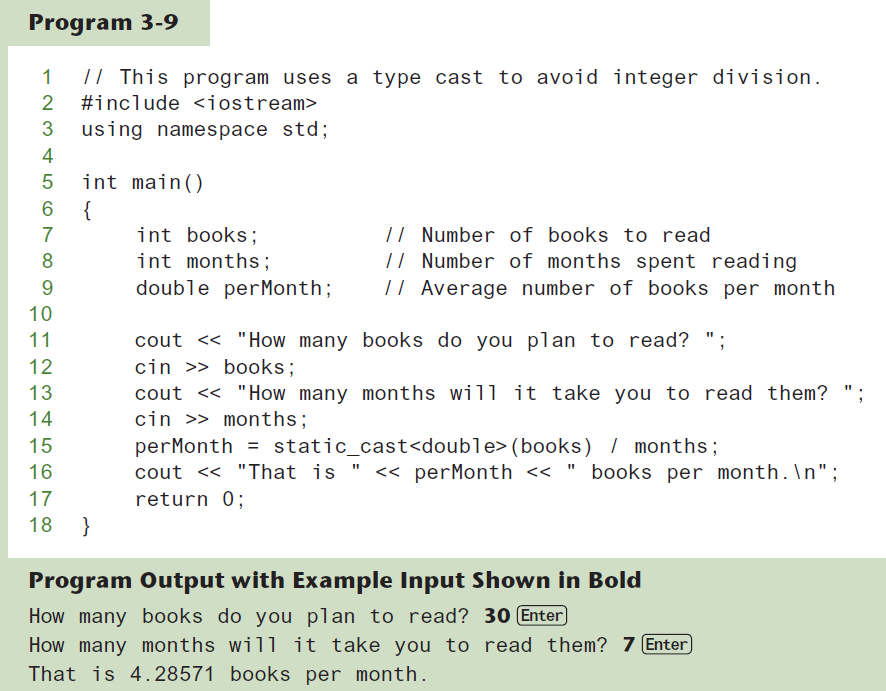 Program 3-9
1 // This program uses a type cast to avoid integer division.
2 #include <iostream>
3 using namespace std;
4
5 int main()
6 {
7 int books; // Number of books to read
8 int months; // Number of months spent reading
9 double perMonth; // Average number of books per month
10
11 cout << "How many books do you plan to read? ";
12 cin >> books;
13 cout << "How many months will it take you to read them? ";
14 cin >> months;
15 perMonth = static_cast<double>(books) / months;
16 cout << "That is " << perMonth << " books per month.\n";
17 return 0;
18 }
Program Output with Example Input Shown in Bold
How many books do you plan to read? 30 Enter
How many months will it take you to read them? 7 Enter
That is 4.28571 books per month.